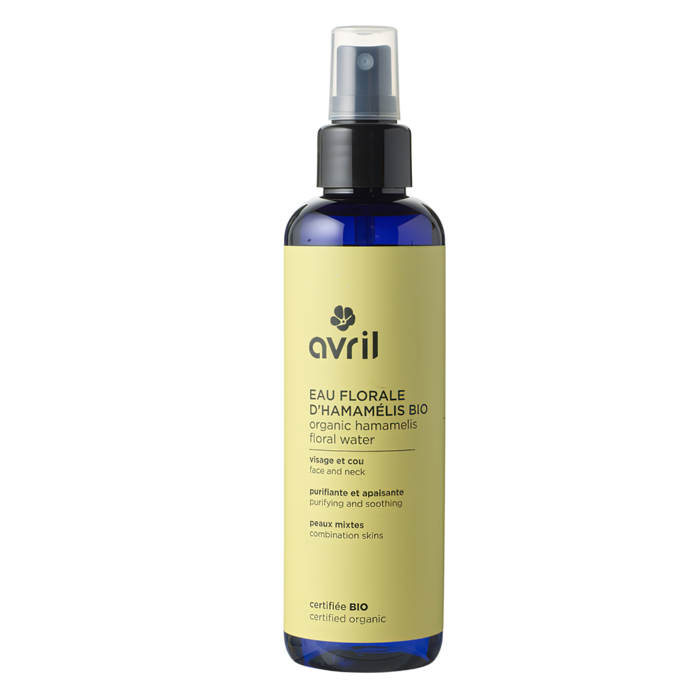 avril
EAU FLORALE
D'HAMAMÉLIS BIO
organic hamamelis
floral water
visage et cou
face and neck
purifiante et apaisante
purifying and soothing
peaux mixtes
combination skins
certifiée BIO
certified organic